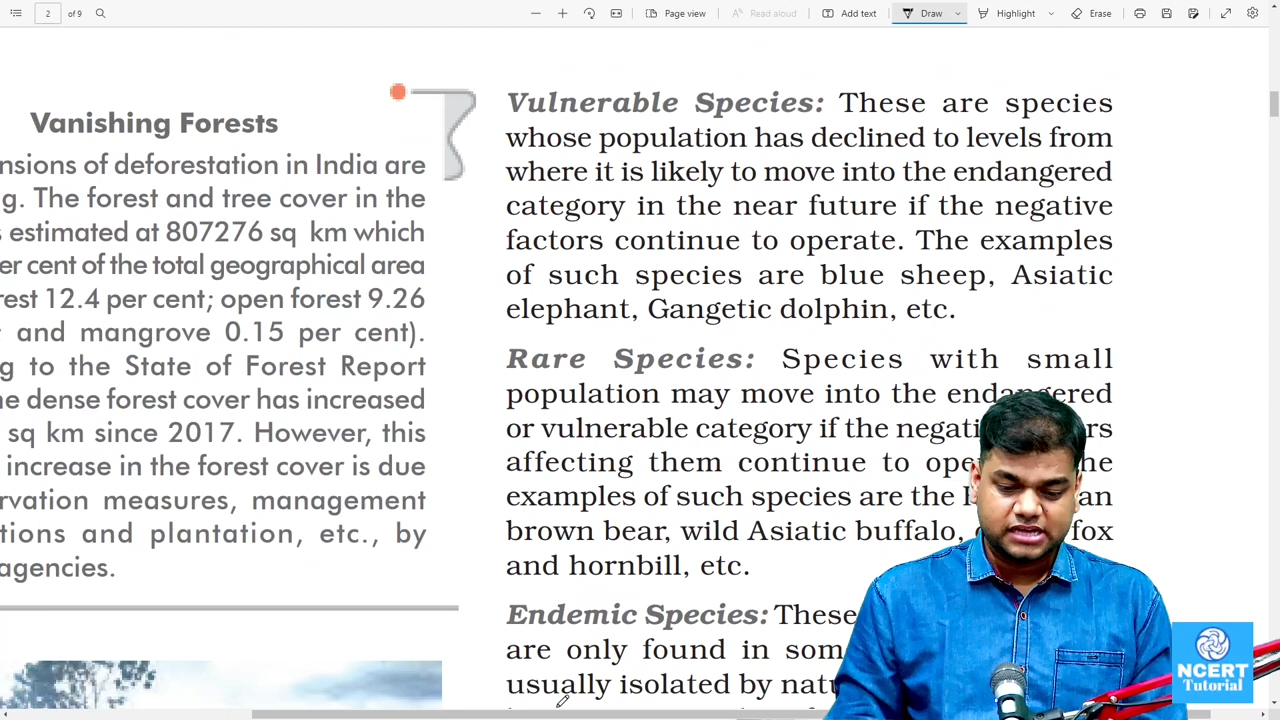 2 of 9
Page view
Read aloud
Add text
Draw
Highlight
Erase
Vanishing Forests
nsions of deforestation in India are
g. The forest and tree cover in the
s estimated at 807276 sq km which
er cent of the total geographical area
rest 12.4 per cent; open forest 9.26
and mangrove 0.15 per cent).
g to the State of Forest Report
ne dense forest cover has increased
sq km since 2017. However, this
increase in the forest cover is due
rvation measures, management
tions and plantation, etc., by
agencies.
Vulnerable Species: These are species
whose population has declined to levels from
where it is likely to move into the endangered
category in the near future if the negative
factors continue to operate. The examples
of such species are blue sheep, Asiatic
elephant, Gangetic dolphin, etc.
Rare Species: Species with small
population may move into the endangered
or vulnerable category if the negati rs
affecting them continue to ope he
examples of such species are the an
brown bear, wild Asiatic buffalo, fox
and hornbill, etc.
Endemic Species: These
are only found in som
usually isolated by natu
NCERT
Tutorial